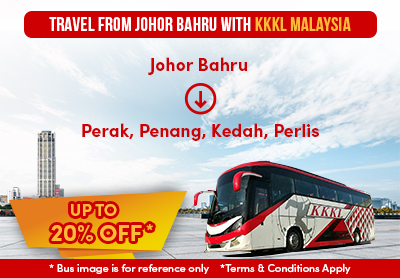 TRAVEL FROM JOHOR BAHRU WITH KKKL MALAYSIA
Johor Bahru
Perak, Penang, Kedah, Perlis
KKKL
UP TO
20% OFF*
* Bus image is for reference only *Terms & Conditions Apply